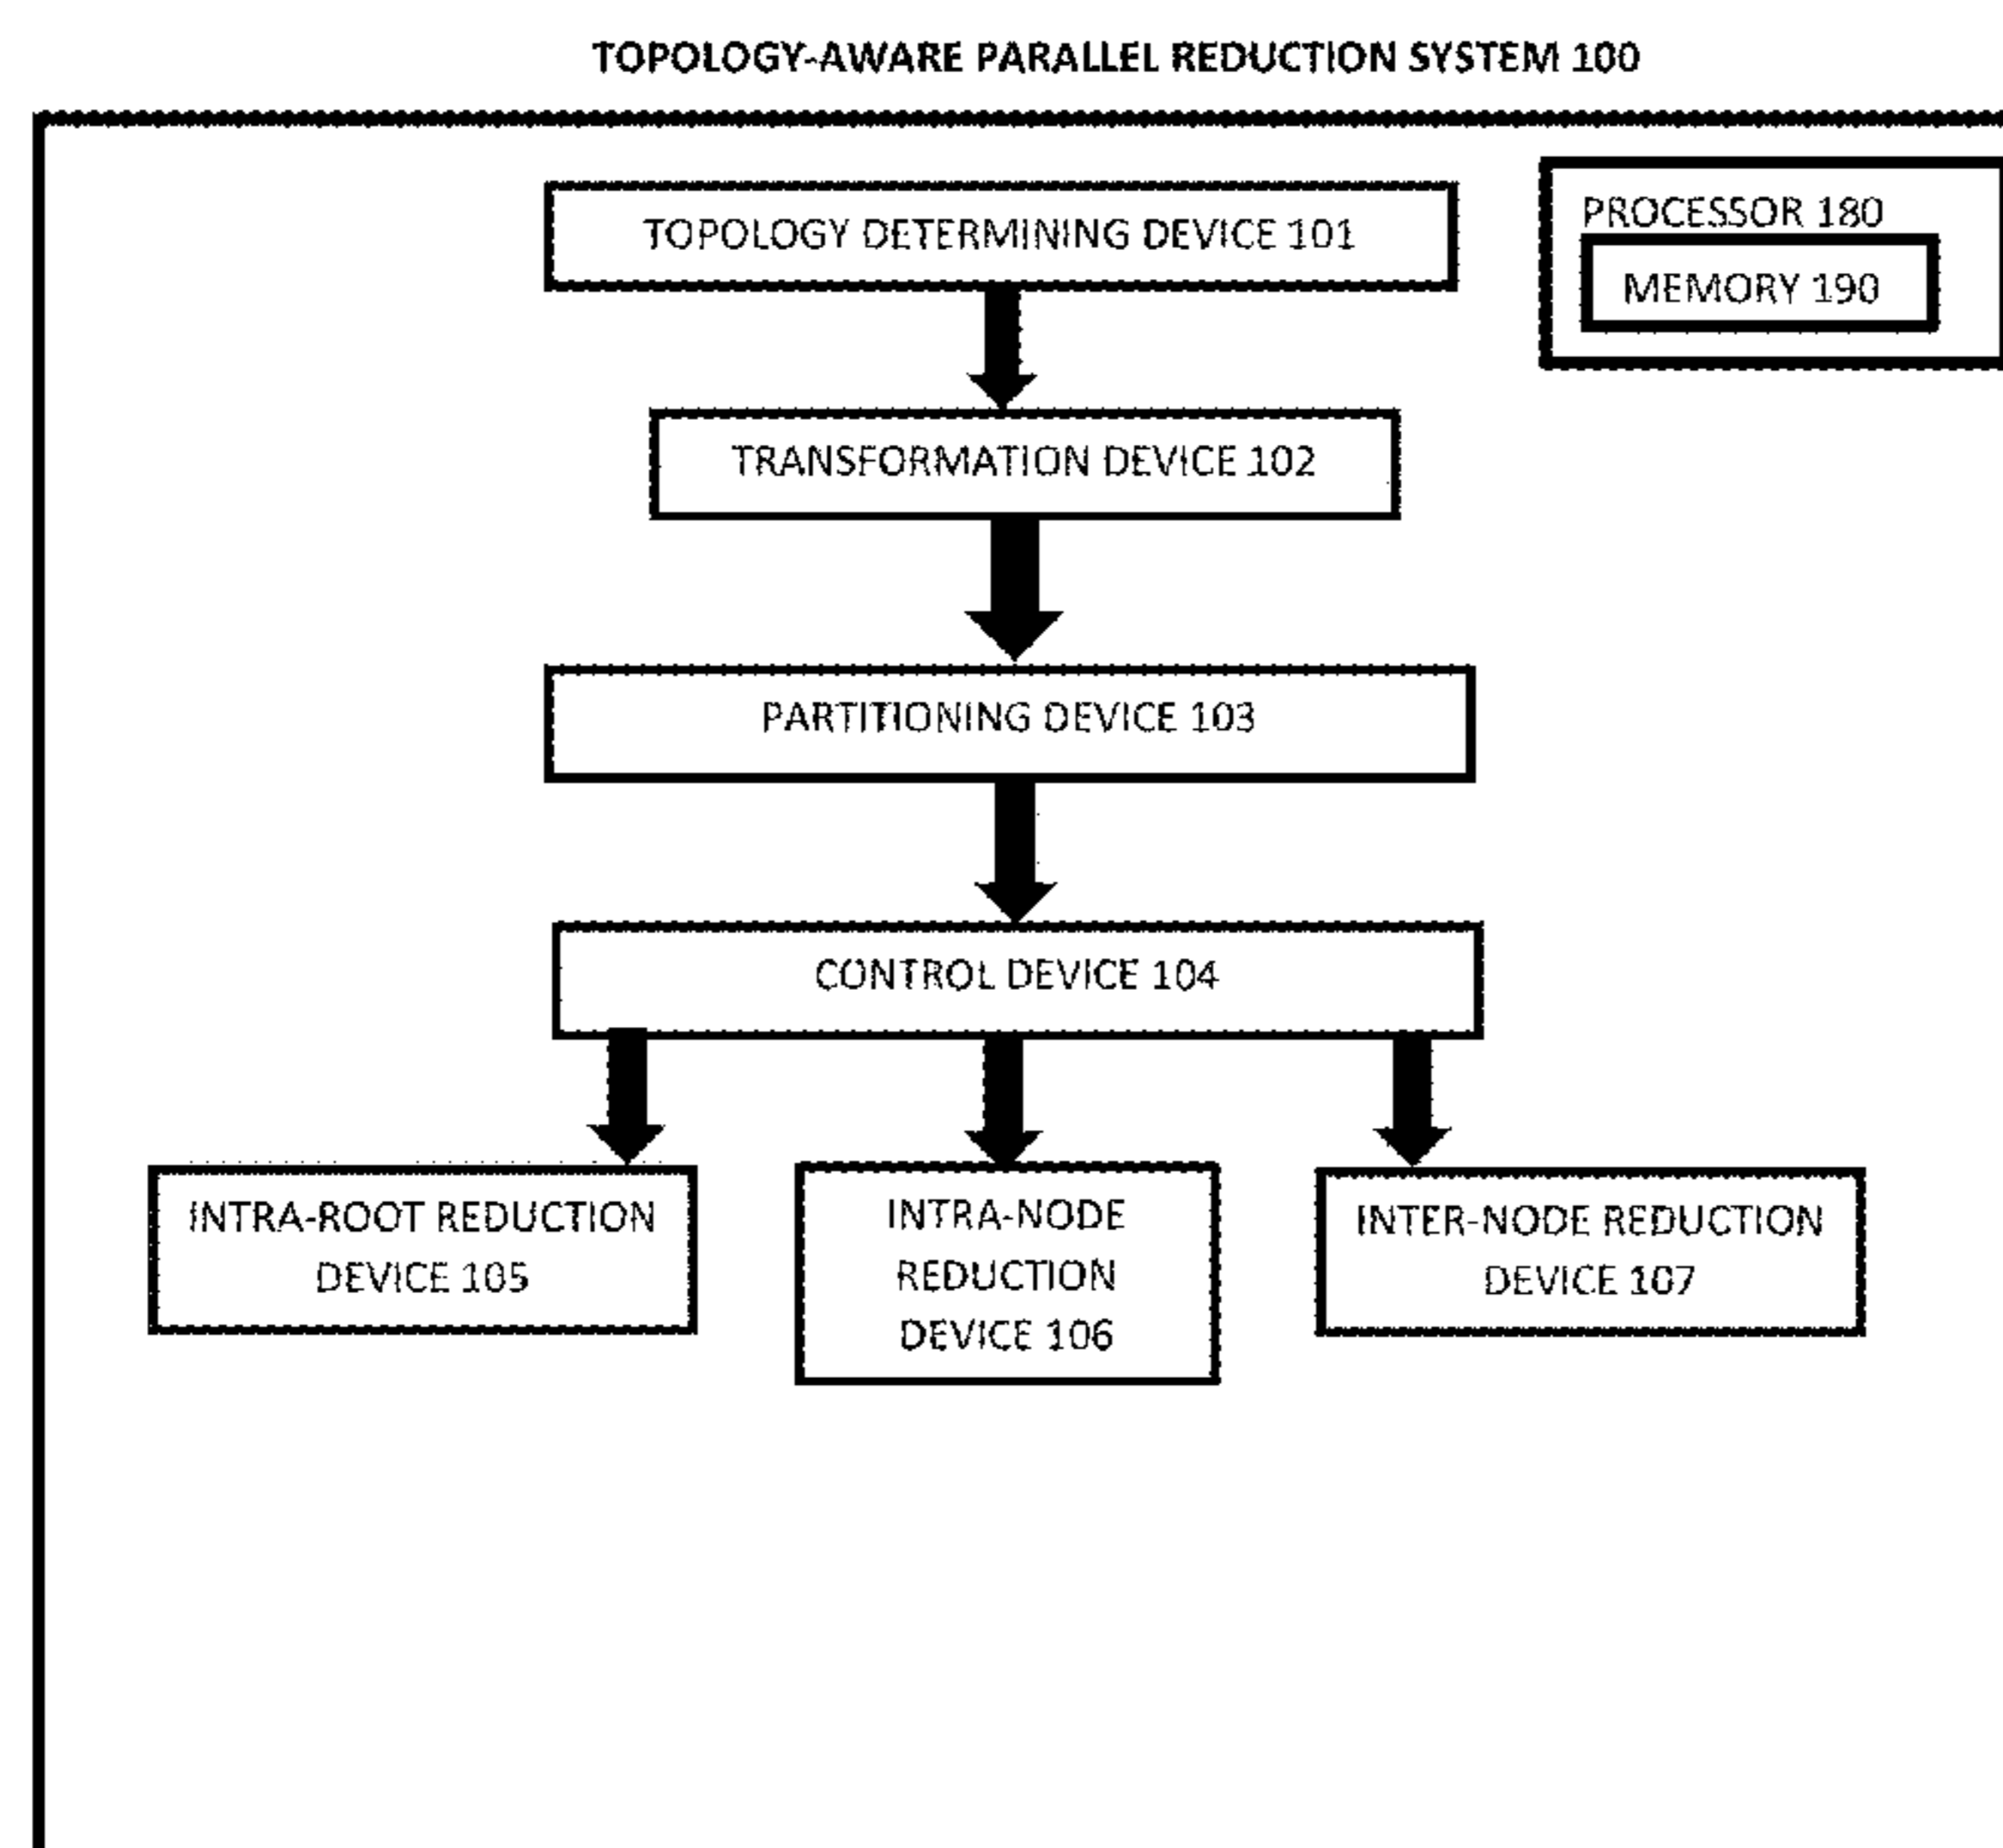 TOPOLOGY-AWARE PARALLEL REDUCTION SYSTEM 100
TOPOLOGY DETERMINING DEVICE 101
PROCESSOR 180
MEMORY 190
TRANSFORMATION DEVICE 102
PARTITIONING DEVICE 103
CONTROL DEVICE 104
INTRA-ROOT REDUCTION
DEVICE 105
INTRA-NODE
REDUCTION
DEVICE 106
INTER-NODE REDUCTION
DEVICE 107